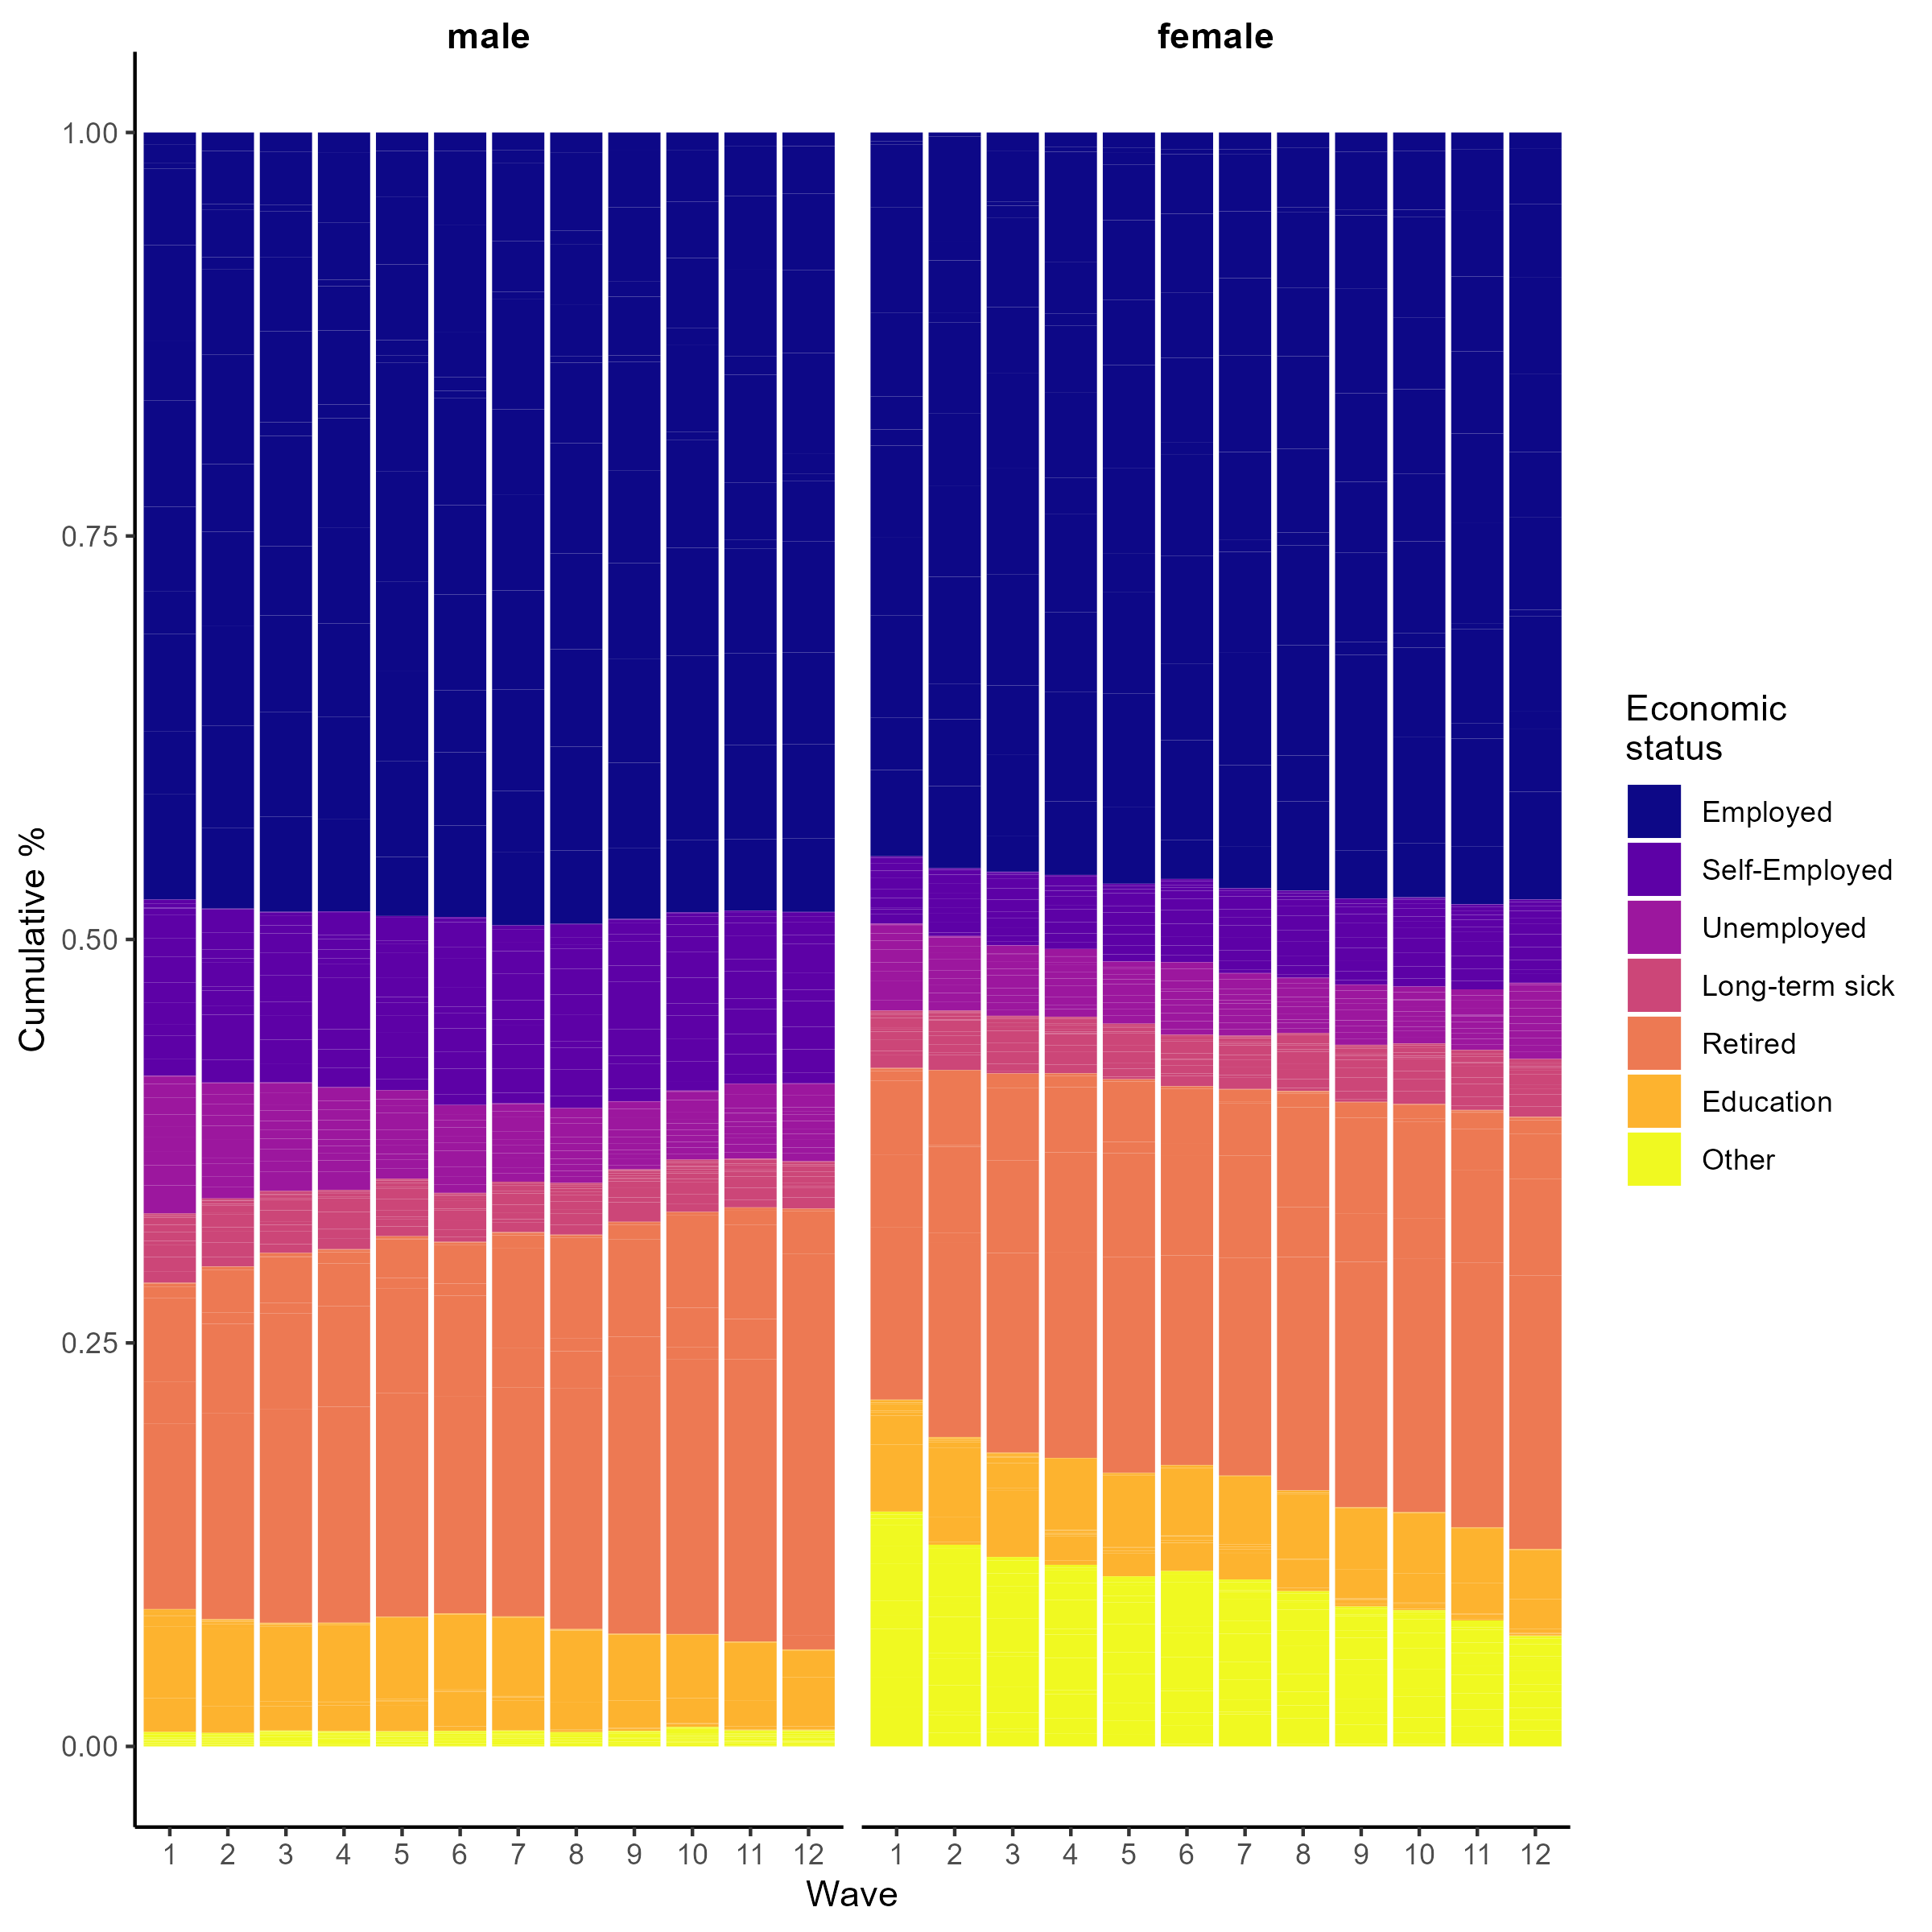 male
female
1.00
0.75
0.50
0.25
0.00
Cumulative %
1 2 3 4 5 6 7 8 9 10 11 12
1 2 3 4 5 6 7 8 9 10 11 12
Wave
Economic
status
Employed
Self-Employed
Unemployed
Long-term sick
Retired
Education
Other